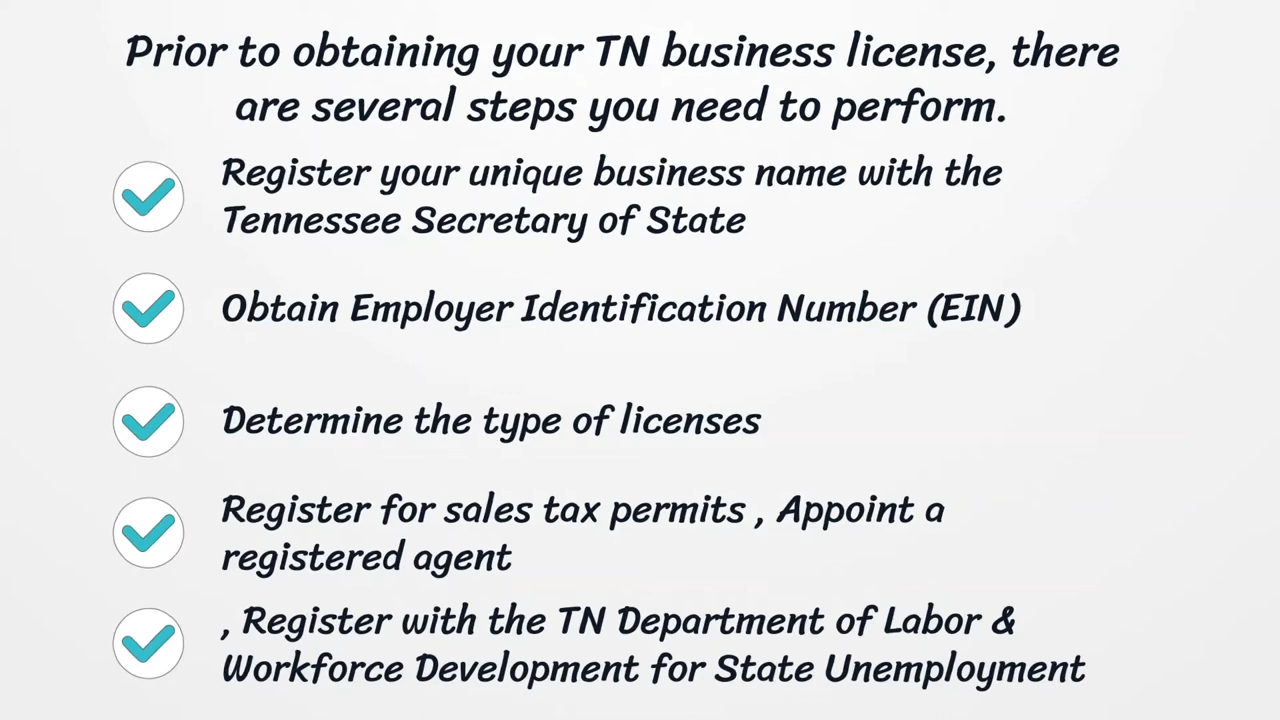 Prior to obtaining your TN business license, there
are several steps you need to perform.
Register your unique business name with the
Tennessee Secretary of State
Obtain Employer Identification Number (EIN)
Determine the type of licenses
Register for sales tax permits , Appoint a
registered agent
, Register with the TN Department of Labor &
Workforce Development for State Unemployment